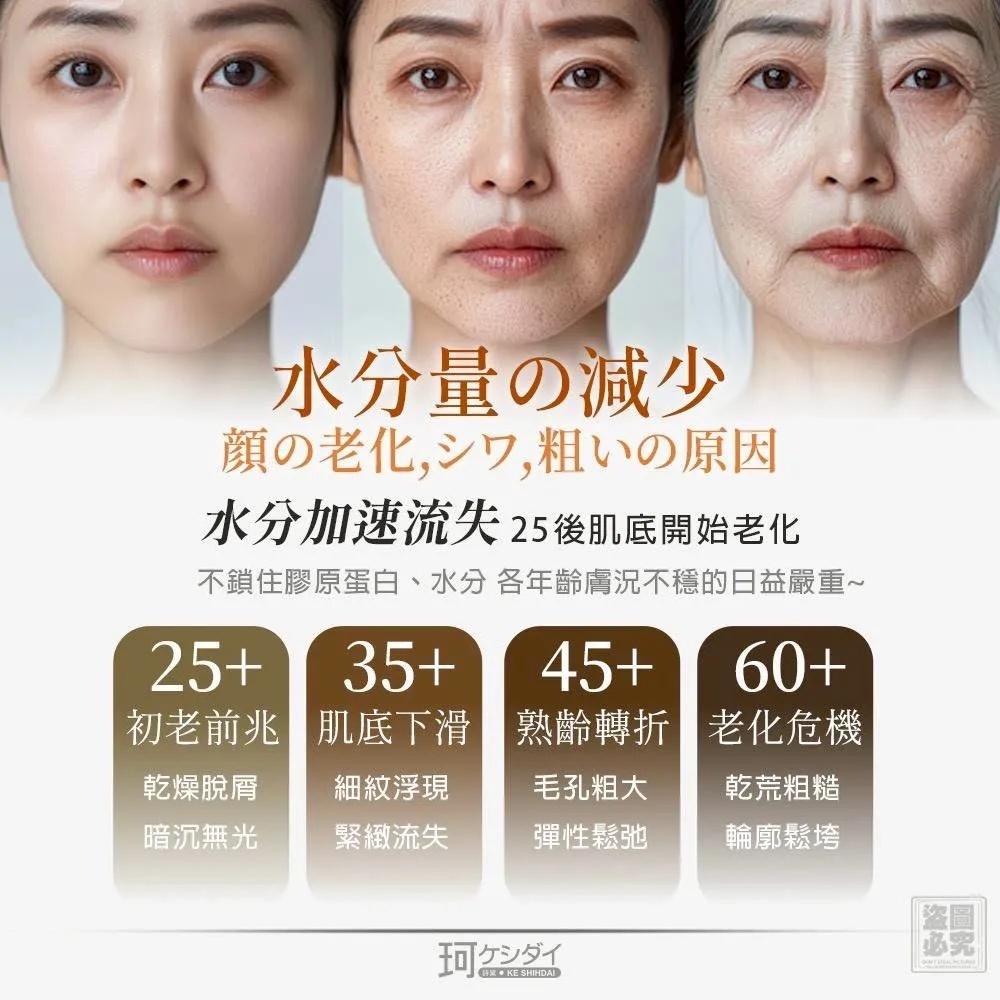 水分量の減少
顔の老化,シワ,粗いの原因
水分加速流失 25後肌底開始老化
不鎖住膠原蛋白、水分 各年齡膚況不穩的日益嚴重~
25+
初老前兆
乾燥脫屑
暗沉無光
35+
肌底下滑
細紋浮現
緊緻流失
45+
熟齡轉折
毛孔粗大
彈性鬆弛
60+
老化危機
乾荒粗糙
輪廓鬆垮
珂ケシダイ
詩黛 • KE SHIHDAI
盜圖
必究